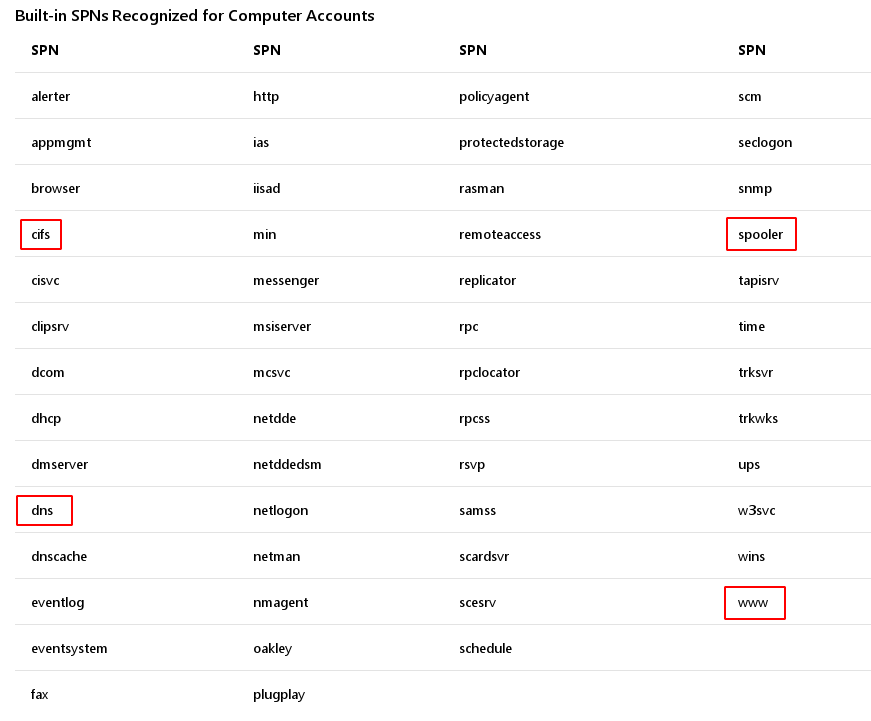 Built-in SPNs Recognized for Computer Accounts
SPN SPN SPN SPN
alerter http policyagent scm
appmgmt ias protectedstorage seclogon
browser iisad rasman snmp
cifs min remoteaccess spooler
cisvc messenger replicator tapisrv
clipsrv msiserver rpc time
dcom mcsvc rpclocator trksvr
dhcp netdde rpcss trkwks
dmserver netddedsm rsvp ups
dns netlogon samss w3svc
dnscache netman scardsvr wins
eventlog nmagent scesrv www
eventsystem oakley schedule
fax plugplay